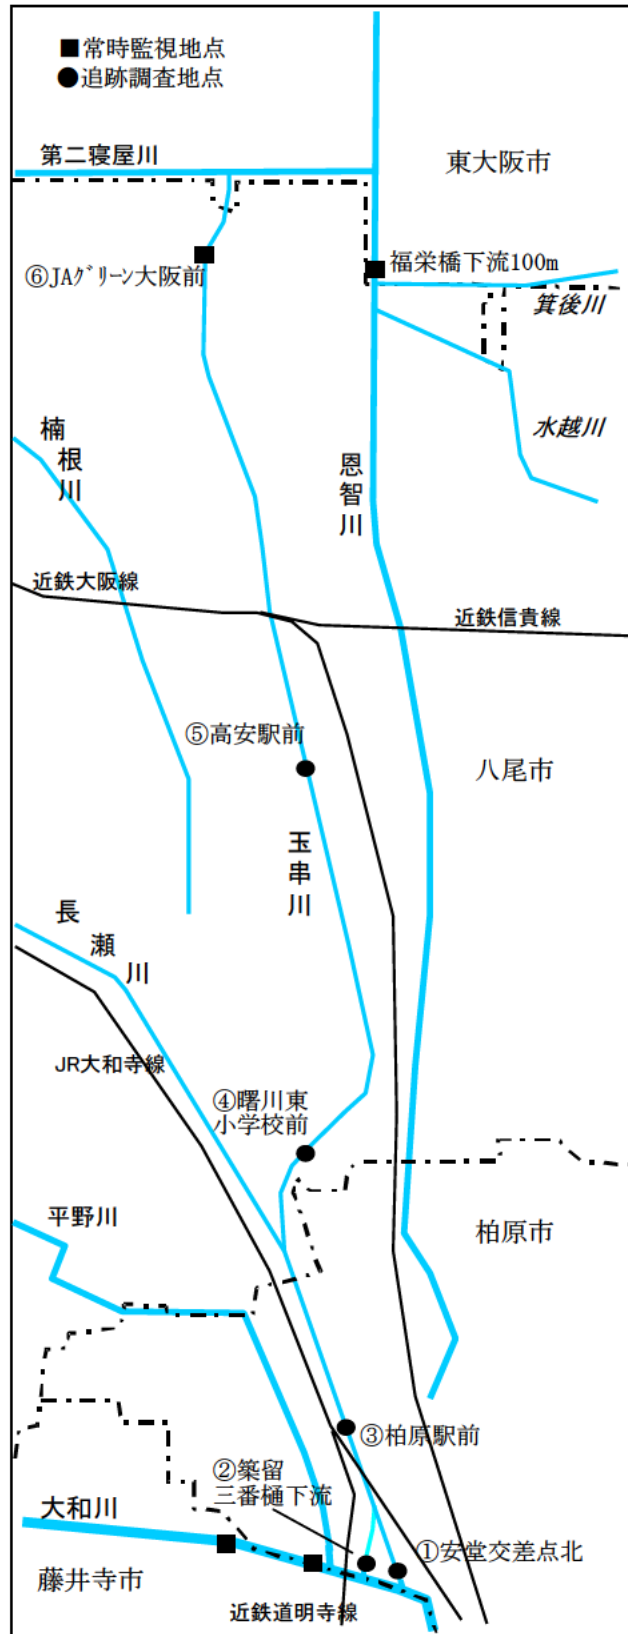 ■常時監視地点
●追跡調査地点
第二寝屋川
東大阪市
福栄橋下流100m
⑥JAｸﾞﾘｰﾝ大阪前
箕後川
水越川
楠根川
恩智川
近鉄大阪線
近鉄信貴線
⑤高安駅前
八尾市
玉串川
長瀬川
JR大和寺線
④曙川東
小学校前
平野川
柏原市
③柏原駅前
②築留
三番樋下流
大和川
①安堂交差点北
藤井寺市
近鉄道明寺線